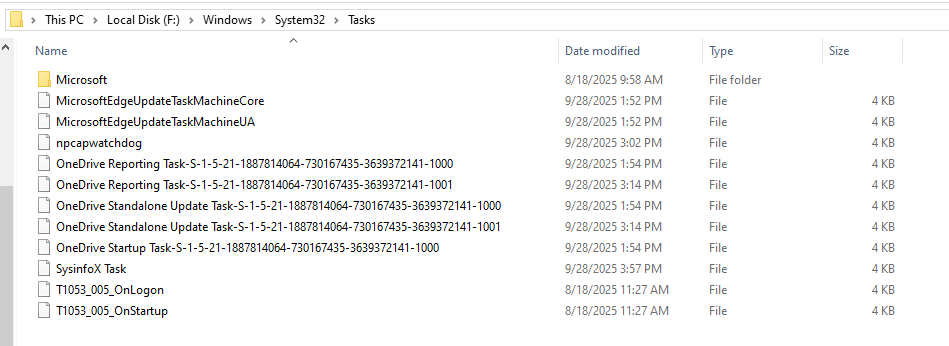 This PC > Local Disk (F:) > Windows > System32 > Tasks
Name Date modified Type Size
Microsoft 8/18/2025 9:58 AM File folder
MicrosoftEdgeUpdateTaskMachineCore 9/28/2025 1:52 PM File 4 KB
MicrosoftEdgeUpdateTaskMachineUA 9/28/2025 1:52 PM File 4 KB
npcapwatchdog 9/28/2025 3:02 PM File 4 KB
OneDrive Reporting Task-S-1-5-21-1887814064-730167435-3639372141-1000 9/28/2025 1:54 PM File 4 KB
OneDrive Reporting Task-S-1-5-21-1887814064-730167435-3639372141-1001 9/28/2025 3:14 PM File 4 KB
OneDrive Standalone Update Task-S-1-5-21-1887814064-730167435-3639372141-1000 9/28/2025 1:54 PM File 4 KB
OneDrive Standalone Update Task-S-1-5-21-1887814064-730167435-3639372141-1001 9/28/2025 3:14 PM File 4 KB
OneDrive Startup Task-S-1-5-21-1887814064-730167435-3639372141-1000 9/28/2025 1:54 PM File 4 KB
SysinfoX Task 9/28/2025 3:57 PM File 4 KB
T1053_005_OnLogon 8/18/2025 11:27 AM File 4 KB
T1053_005_OnStartup 8/18/2025 11:27 AM File 4 KB